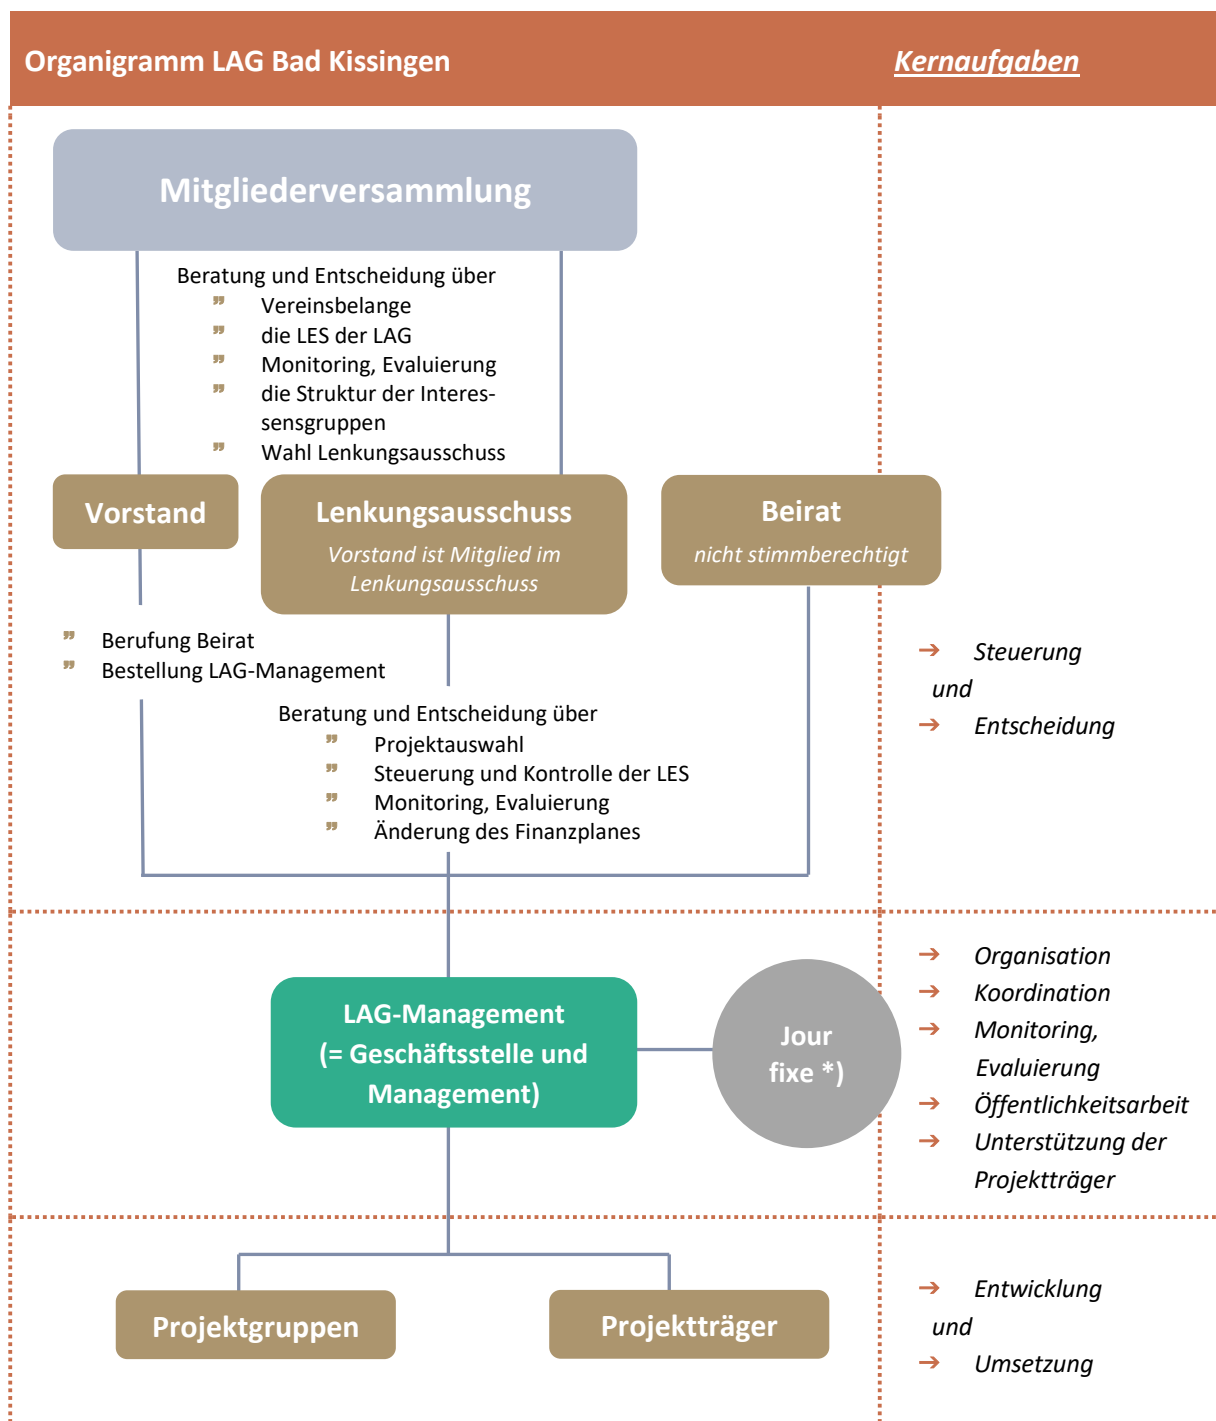 Organigramm LAG Bad Kissingen
Kernaufgaben
Mitgliederversammlung
Beratung und Entscheidung über
❞ Vereinsbelange
❞ die LES der LAG
❞ Monitoring, Evaluierung
❞ die Struktur der Interes-
sensgruppen
❞ Wahl Lenkungsausschuss
Vorstand
Lenkungsausschuss
Vorstand ist Mitglied im
Lenkungsausschuss
Beirat
nicht stimmberechtigt
❞ Berufung Beirat
❞ Bestellung LAG-Management
Beratung und Entscheidung über
❞ Projektauswahl
❞ Steuerung und Kontrolle der LES
❞ Monitoring, Evaluierung
❞ Änderung des Finanzplanes
→ Steuerung
und
→ Entscheidung
LAG-Management
(= Geschäftsstelle und
Management)
Jour
fixe *)
→ Organisation
→ Koordination
→ Monitoring,
Evaluierung
→ Öffentlichkeitsarbeit
→ Unterstützung der
Projektträger
Projektgruppen
Projektträger
→ Entwicklung
und
→ Umsetzung